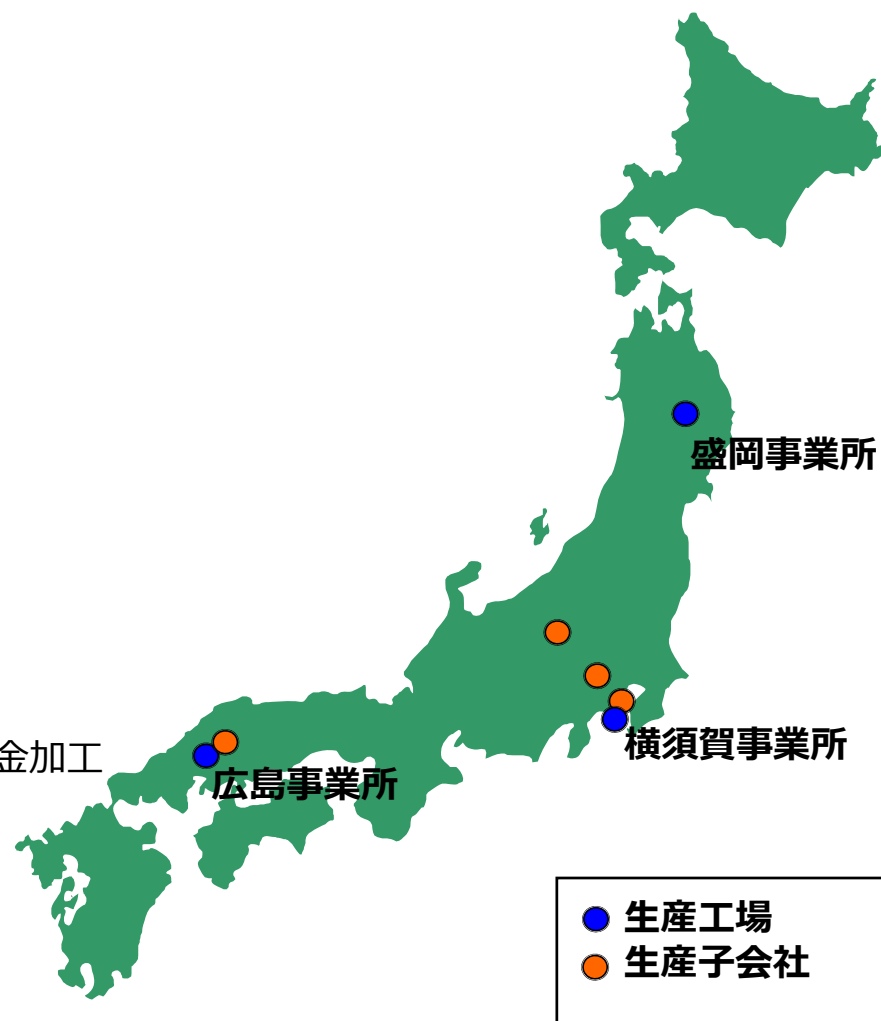 盛岡事業所
横須賀事業所
金加工
広島事業所
生産工場
生産子会社